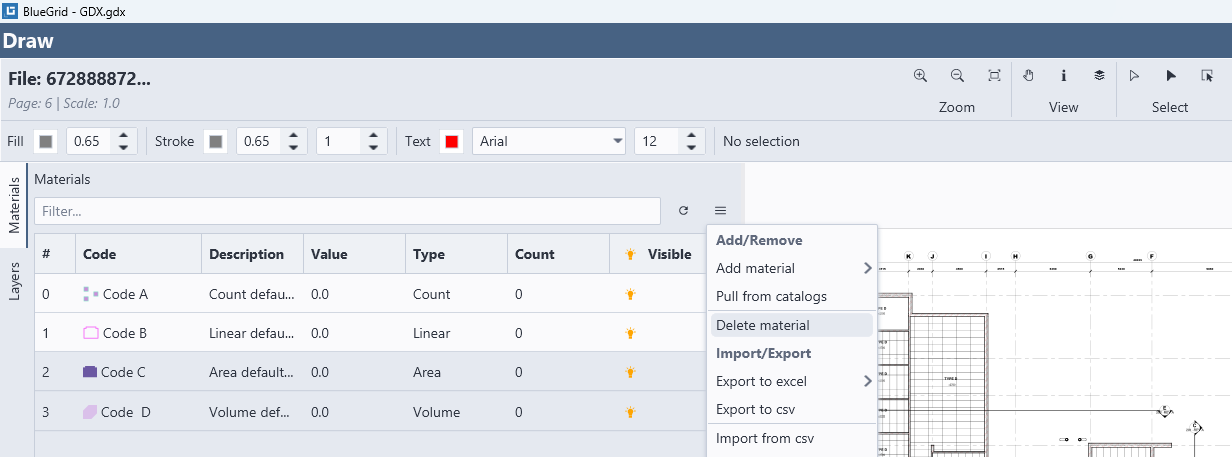 BlueGrid - GDX.gdx
Draw
File: 672888872...
Page: 6 | Scale: 1.0
Zoom
View
Select
Fill
0.65
Stroke
0.65
1
Text
Arial
12
No selection
Materials
Layers
Materials
Filter...
# Code Description Value Type Count Visible
0 Code A Count defau... 0.0 Count 0
1 Code B Linear defau... 0.0 Linear 0
2 Code C Area default... 0.0 Area 0
3 Code D Volume def... 0.0 Volume 0
Add/Remove
Add material
Pull from catalogs
Delete material
Import/Export
Export to excel
Export to csv
Import from csv
K J I H G F